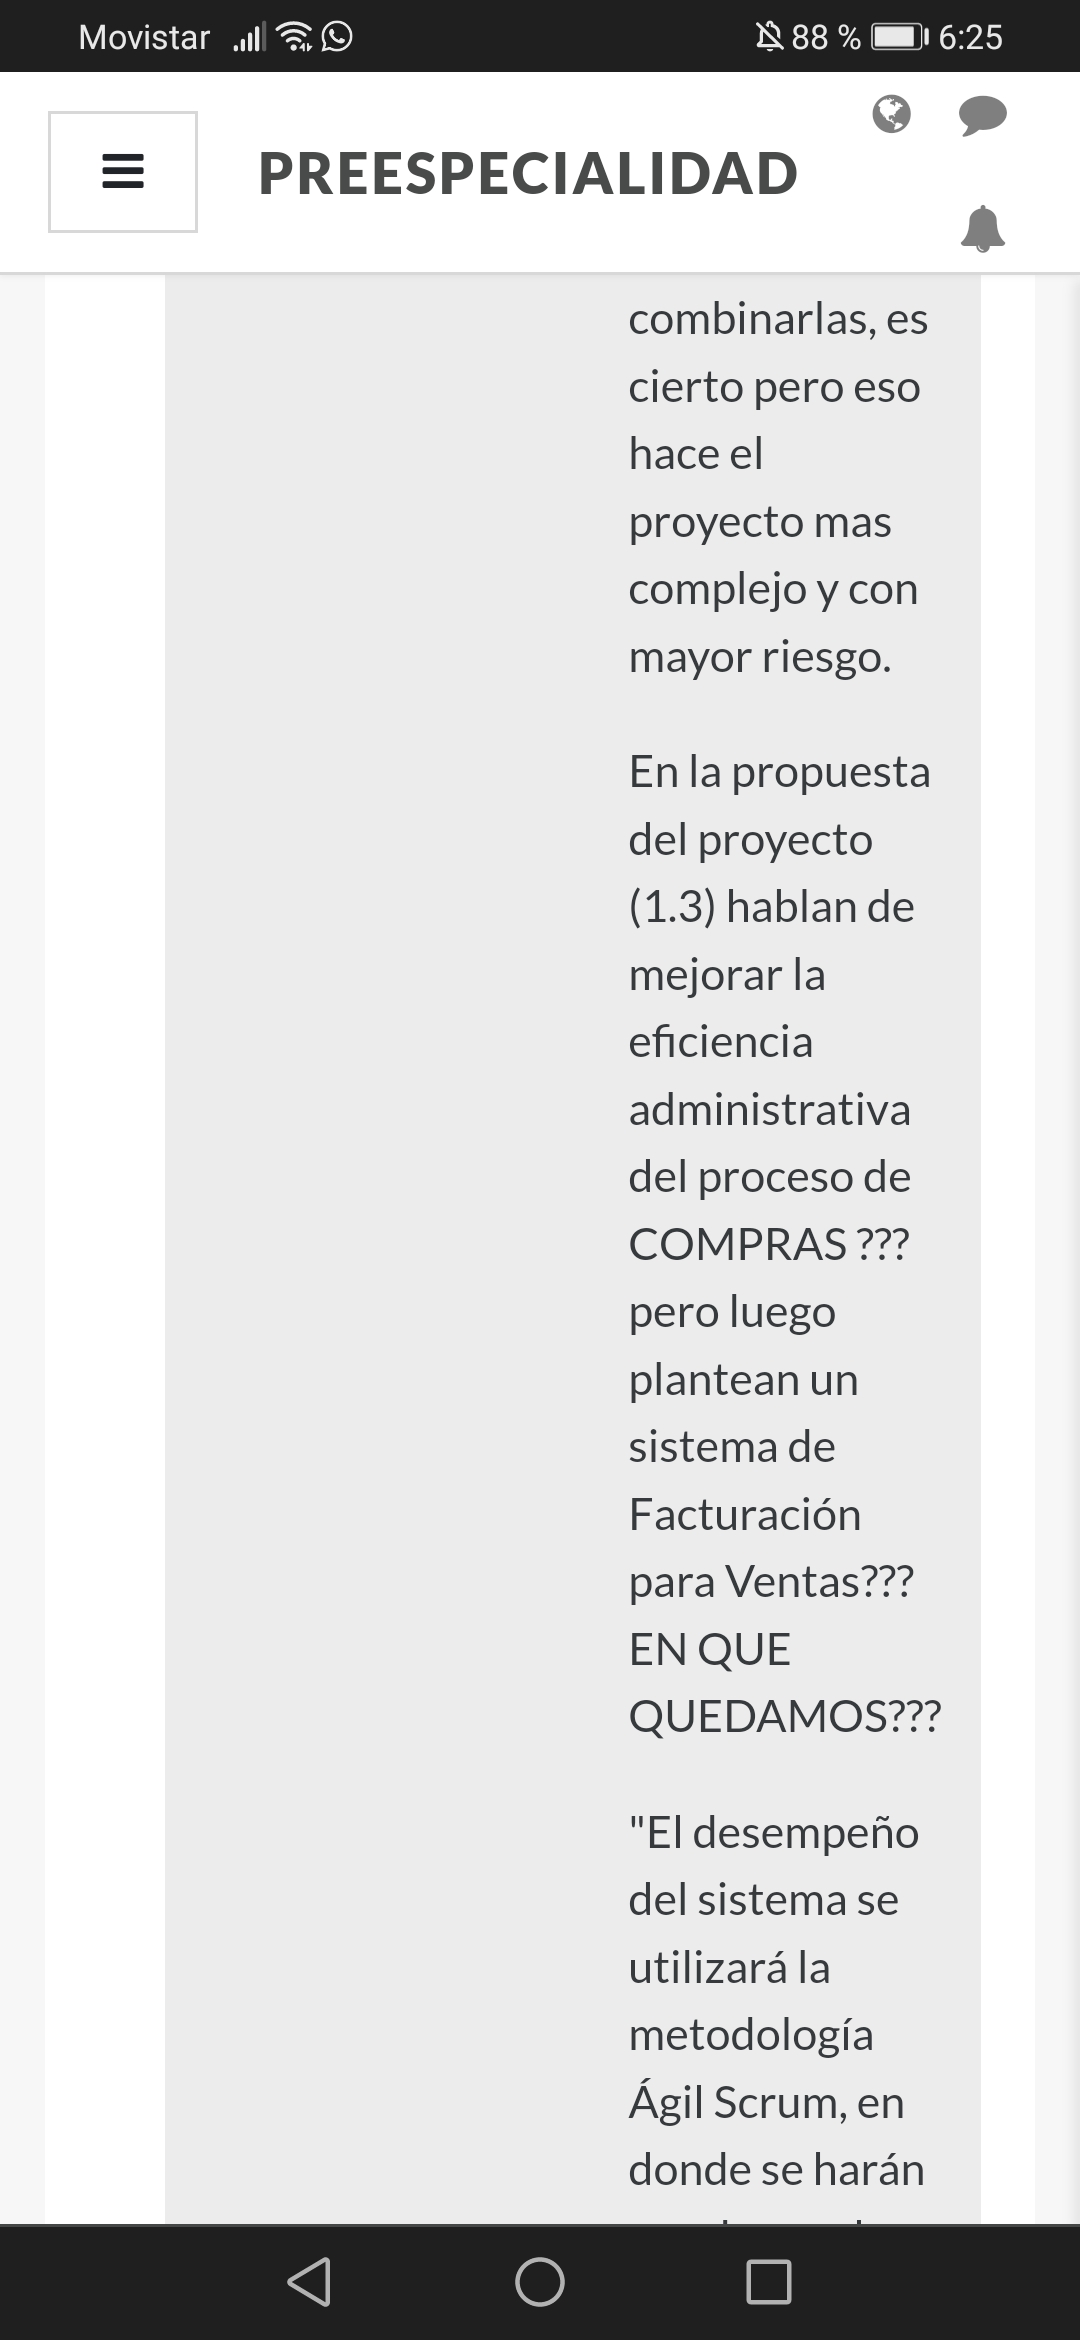 Movistar 88 % 6:25
PREESPECIALIDAD
combinarlas, es
cierto pero eso
hace el
proyecto mas
complejo y con
mayor riesgo.
En la propuesta
del proyecto
(1.3) hablan de
mejorar la
eficiencia
administrativa
del proceso de
COMPRAS ???
pero luego
plantean un
sistema de
Facturación
para Ventas???
EN QUE
QUEDAMOS???
"El desempeño
del sistema se
utilizará la
metodología
Ágil Scrum, en
donde se harán